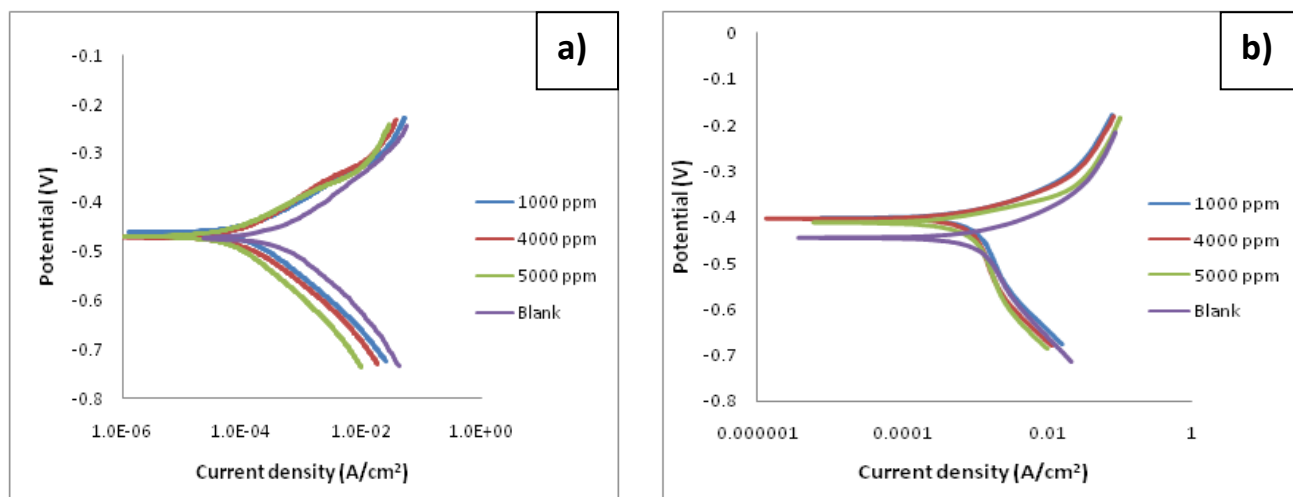 a)
-0.1
-0.2
-0.3
-0.4
-0.5
-0.6
-0.7
-0.8
Potential (V)
1.0E-06 1.0E-04 1.0E-02 1.0E+00
Current density (A/cm²)
1000 ppm
4000 ppm
5000 ppm
Blank
b)
0
-0.1
-0.2
-0.3
-0.4
-0.5
-0.6
-0.7
-0.8
Potential (V)
0.000001 0.0001 0.01 1
Current density (A/cm²)
1000 ppm
4000 ppm
5000 ppm
Blank